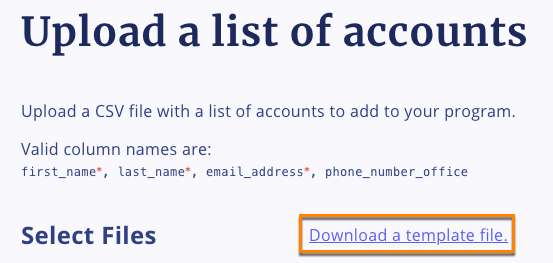 Upload a list of accounts
Upload a CSV file with a list of accounts to add to your program.
Valid column names are:
first_name*, last_name*, email_address*, phone_number_office
Select Files
Download a template file.